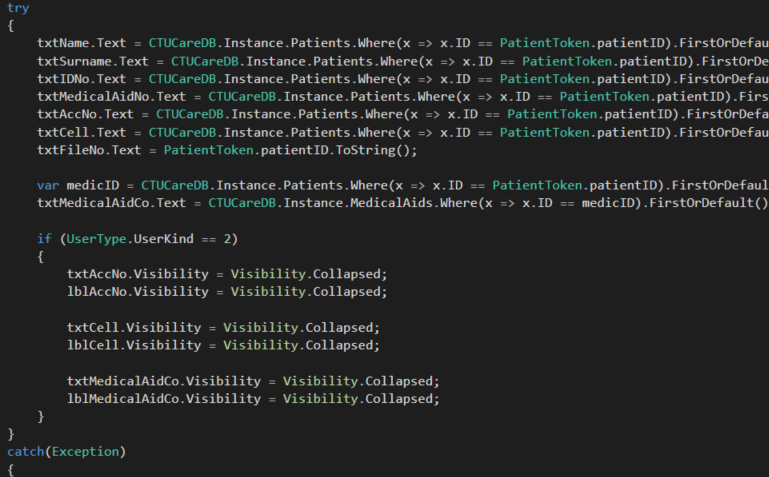 try
{
txtName.Text = CTUCareDB.Instance.Patients.Where(x => x.ID == PatientToken.patientID).FirstOrDefau
txtSurname.Text = CTUCareDB.Instance.Patients.Where(x => x.ID == PatientToken.patientID).FirstOrDe
txtIDNo.Text = CTUCareDB.Instance.Patients.Where(x => x.ID == PatientToken.patientID).FirstOrDefau
txtMedicalAidNo.Text = CTUCareDB.Instance.Patients.Where(x => x.ID == PatientToken.patientID).Firs
txtAccNo.Text = CTUCareDB.Instance.Patients.Where(x => x.ID == PatientToken.patientID).FirstOrDefa
txtCell.Text = CTUCareDB.Instance.Patients.Where(x => x.ID == PatientToken.patientID).FirstOrDefau
txtFileNo.Text = PatientToken.patientID.ToString();
var medicID = CTUCareDB.Instance.Patients.Where(x => x.ID == PatientToken.patientID).FirstOrDefaul
txtMedicalAidCo.Text = CTUCareDB.Instance.MedicalAids.Where(x => x.ID == medicID).FirstOrDefault()
if (UserType.UserKind == 2)
{
txtAccNo.Visibility = Visibility.Collapsed;
lblAccNo.Visibility = Visibility.Collapsed;
txtCell.Visibility = Visibility.Collapsed;
lblCell.Visibility = Visibility.Collapsed;
txtMedicalAidCo.Visibility = Visibility.Collapsed;
lblMedicalAidCo.Visibility = Visibility.Collapsed;
}
}
catch(Exception)
{